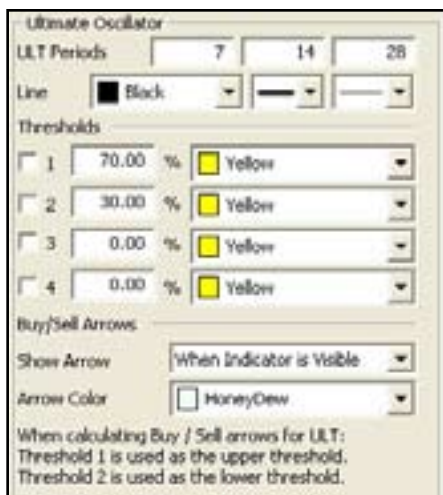 Ultimate Oscillator
ULT Periods 7 14 28
Line Black
Thresholds
1 70.00 % Yellow
2 30.00 % Yellow
3 0.00 % Yellow
4 0.00 % Yellow
Buy/Sell Arrows
Show Arrow When Indicator is Visible
Arrow Color HoneyDew
When calculating Buy / Sell arrows for ULT:
Threshold 1 is used as the upper threshold.
Threshold 2 is used as the lower threshold.